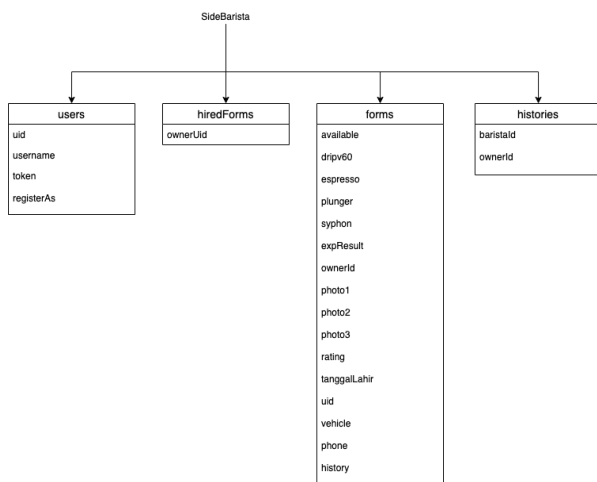 SideBarista
users
uid
username
token
registerAs
hiredForms
ownerUid
forms
available
dripv60
espresso
plunger
syphon
expResult
ownerId
photo1
photo2
photo3
rating
tanggalLahir
uid
vehicle
phone
history
histories
baristaId
ownerId